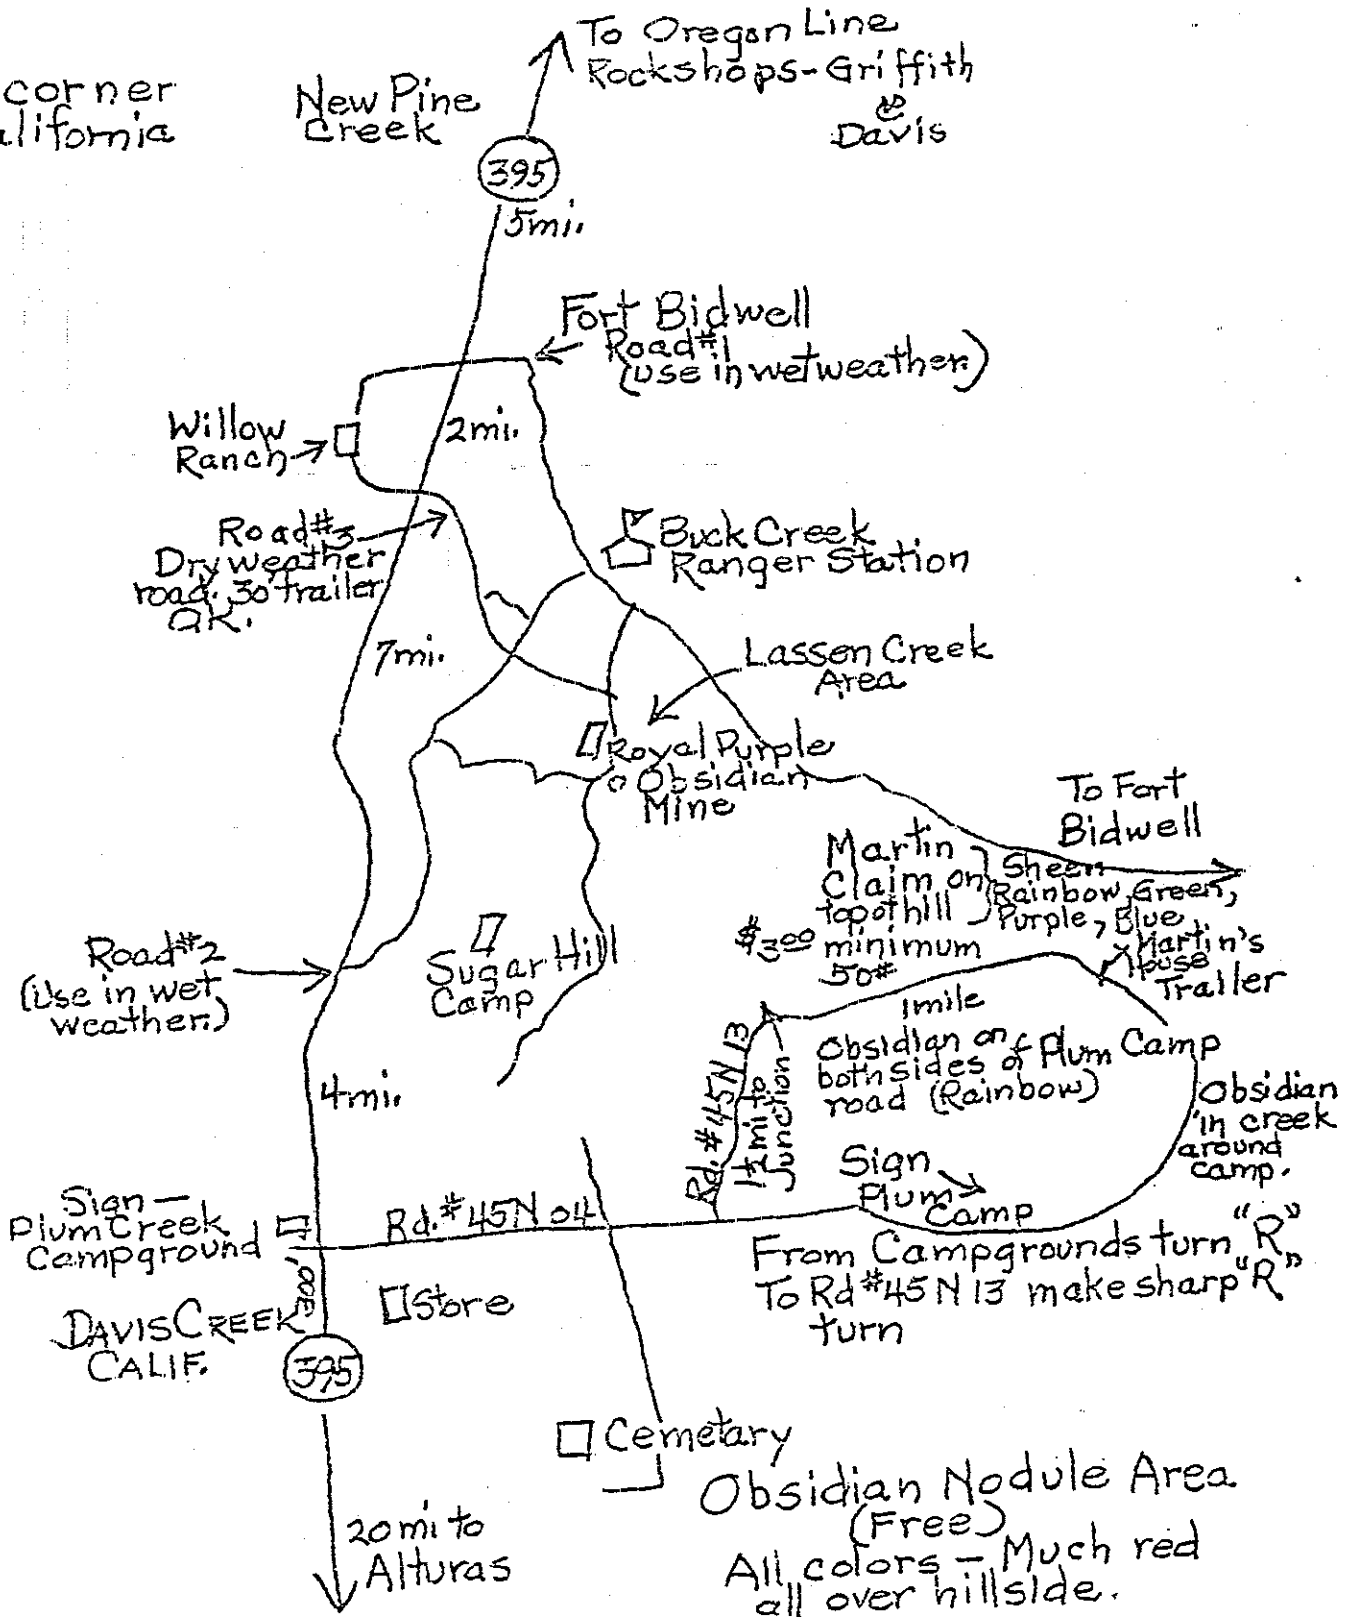 To Oregon Line
Rockshops-Griffith
&
Davis
corner
alifornia
New Pine
Creek
395
5mi.
Fort Bidwell
Road#1
(use in wet weather.)
Willow
Ranch
2mi.
Road#3
Dry weather
road. 30' trailer
OK.
Buck Creek
Ranger Station
7mi.
Lassen Creek
Area
Royal Purple
Obsidian
Mine
To Fort
Bidwell
Martin
Claim on
top of hill
$3.00 minimum
50#
Sheen
Rainbow, Green,
Purple, Blue
Martin's
House
Trailer
Road#2
(Use in wet
weather.)
Sugar Hill
Camp
1mile
Obsidian on
both sides of Plum Camp
road (Rainbow)
Rd. #45N 13
1½ mi to
Junction
4mi.
Obsidian
in creek
around
camp.
Sign
Plum
Camp
Sign —
Plum Creek
Campground
Rd. #45N 04
From Campgrounds turn "R"
To Rd #45 N 13 make sharp "R"
turn
300'
Store
DAVIS CREEK
CALIF.
395
Cemetary
Obsidian Nodule Area
(Free)
All colors — Much red
all over hillside.
20 mi to
Alturas